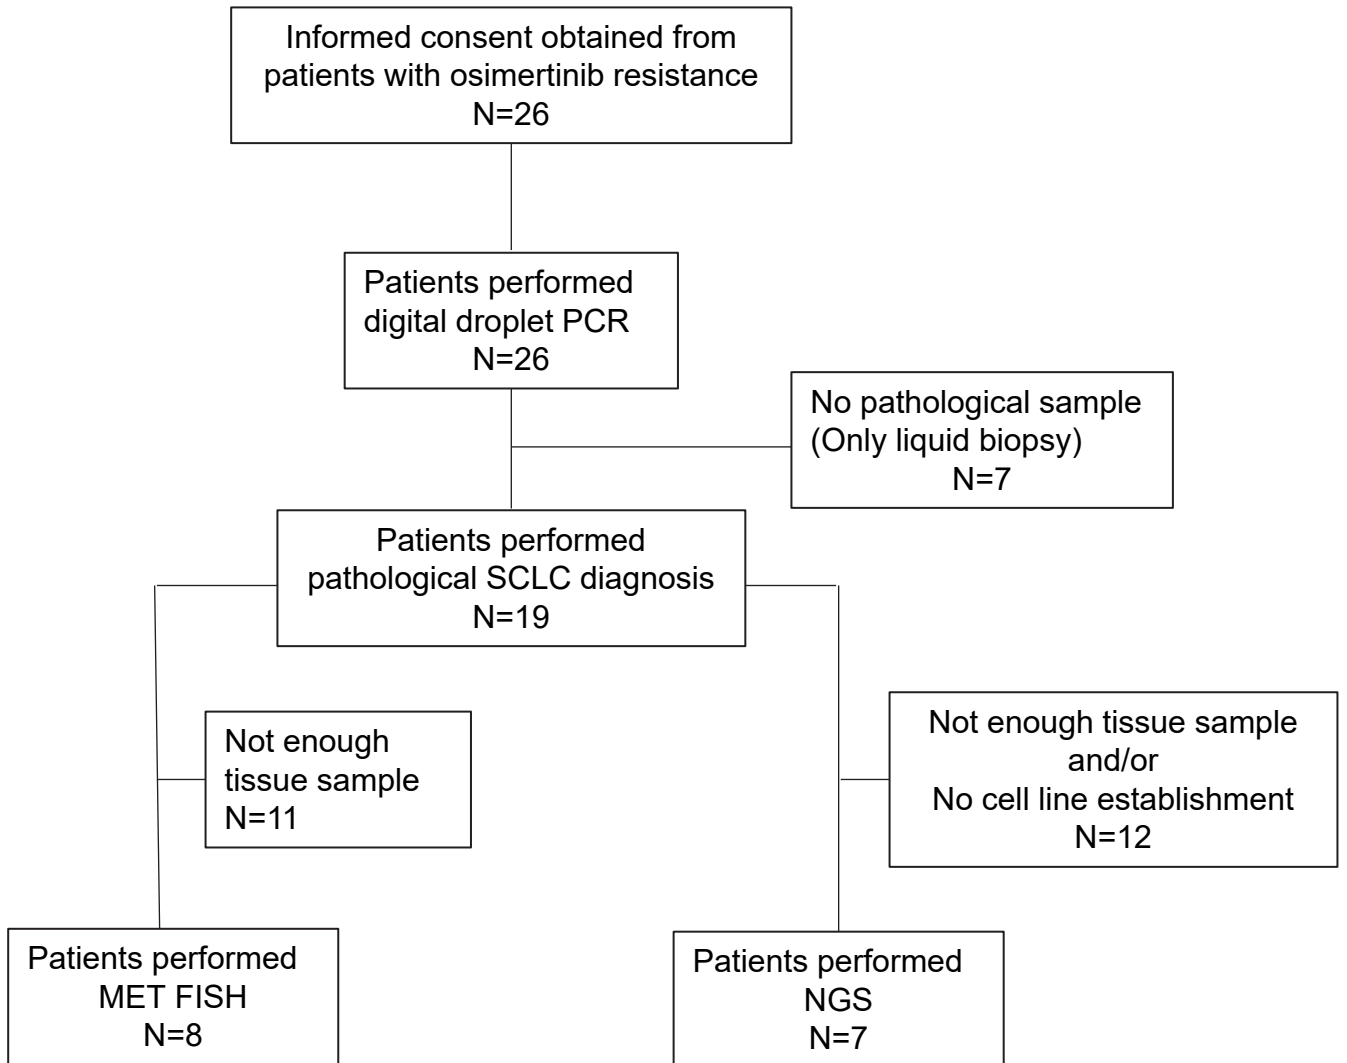 Informed consent obtained from
patients with osimertinib resistance
N=26
Patients performed
digital droplet PCR
N=26
No pathological sample
(Only liquid biopsy)
N=7
Patients performed
pathological SCLC diagnosis
N=19
Not enough
tissue sample
N=11
Not enough tissue sample
and/or
No cell line establishment
N=12
Patients performed
MET FISH
N=8
Patients performed
NGS
N=7